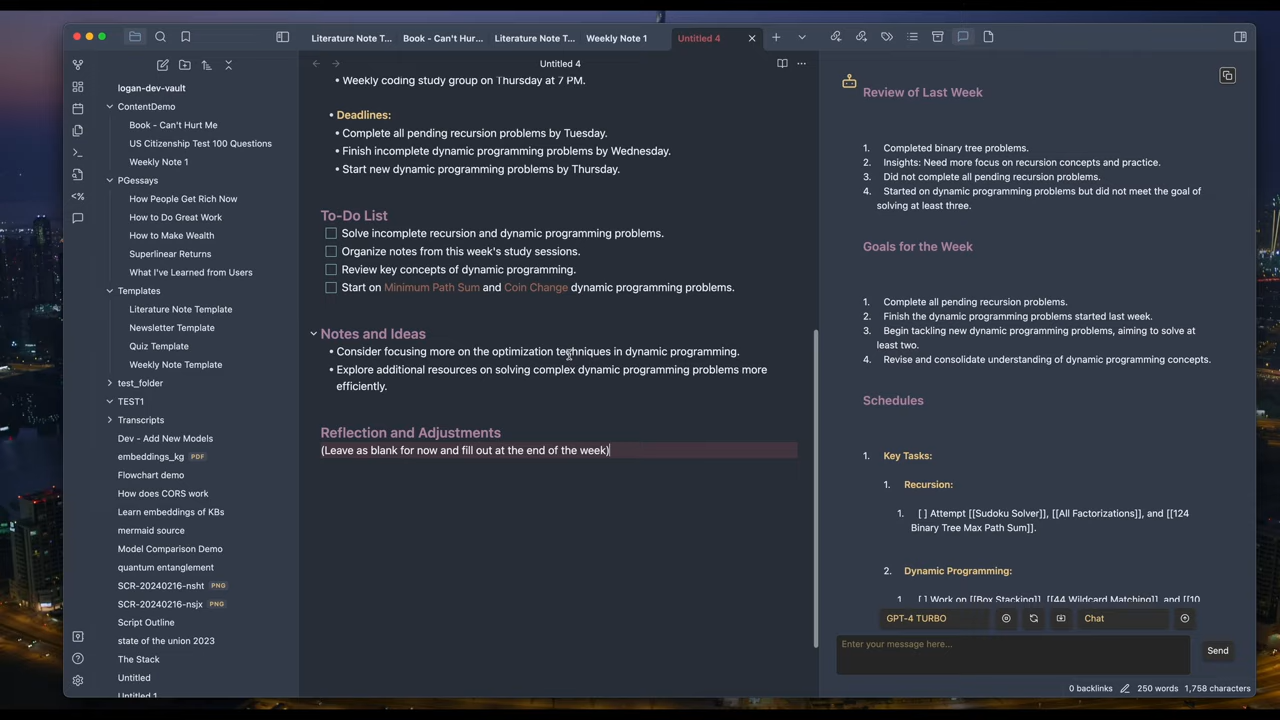 Literature Note T...
Book - Can't Hur...
Literature Note T...
Weekly Note 1
Untitled 4
logan-dev-vault
ContentDemo
Book - Can't Hurt Me
US Citizenship Test 100 Questions
Weekly Note 1
PGessays
How People Get Rich Now
How to Do Great Work
How to Make Wealth
Superlinear Returns
What I've Learned from Users
Templates
Literature Note Template
Newsletter Template
Quiz Template
Weekly Note Template
test_folder
TEST1
Transcripts
Dev - Add New Models
embeddings_kg PDF
Flowchart demo
How does CORS work
Learn embeddings of KBs
mermaid source
Model Comparison Demo
quantum entanglement
SCR-20240216-nsht PNG
SCR-20240216-nsjx PNG
Script Outline
state of the union 2023
The Stack
Untitled
Untitled 1
Untitled 4
• Weekly coding study group on Thursday at 7 PM.
• Deadlines:
• Complete all pending recursion problems by Tuesday.
• Finish incomplete dynamic programming problems by Wednesday.
• Start new dynamic programming problems by Thursday.
To-Do List
Solve incomplete recursion and dynamic programming problems.
Organize notes from this week's study sessions.
Review key concepts of dynamic programming.
Start on Minimum Path Sum and Coin Change dynamic programming problems.
Notes and Ideas
• Consider focusing more on the optimization techniques in dynamic programming.
• Explore additional resources on solving complex dynamic programming problems more
efficiently.
Reflection and Adjustments
(Leave as blank for now and fill out at the end of the week)
Review of Last Week
1. Completed binary tree problems.
2. Insights: Need more focus on recursion concepts and practice.
3. Did not complete all pending recursion problems.
4. Started on dynamic programming problems but did not meet the goal of
solving at least three.
Goals for the Week
1. Complete all pending recursion problems.
2. Finish the dynamic programming problems started last week.
3. Begin tackling new dynamic programming problems, aiming to solve at
least two.
4. Revise and consolidate understanding of dynamic programming concepts.
Schedules
1. Key Tasks:
1. Recursion:
1. [ ] Attempt [[Sudoku Solver]], [[All Factorizations]], and [[124
Binary Tree Max Path Sum]].
2. Dynamic Programming:
1. [ ] Work on [[Box Stacking]], [[44 Wildcard Matching]], and [[10
GPT-4 TURBO
Chat
Enter your message here...
Send
0 backlinks
250 words
1,758 characters